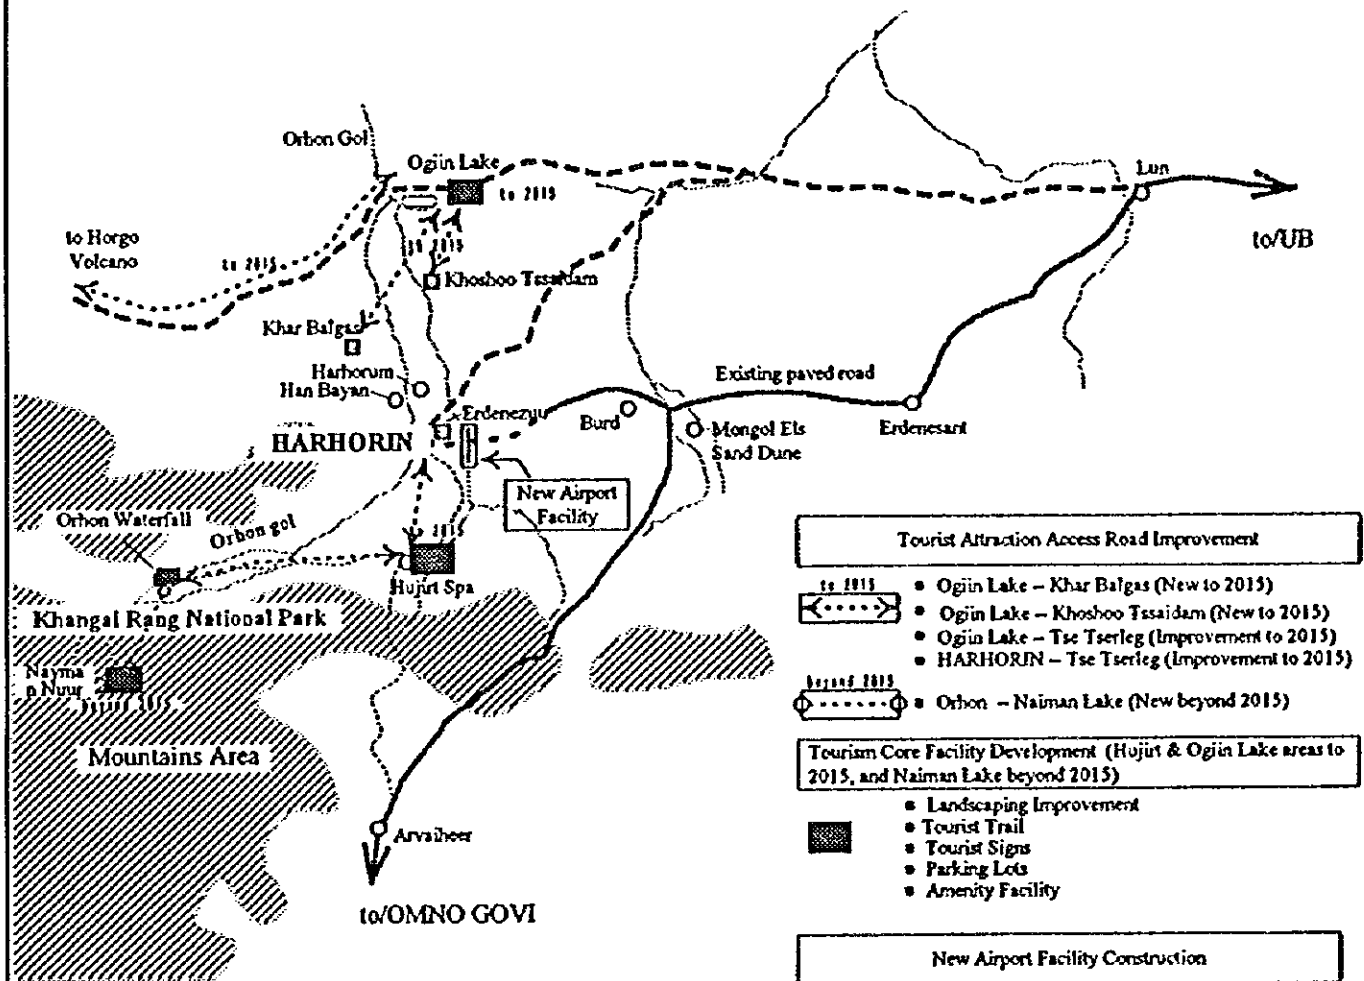 Orhon Gol
Ogiin Lake
to 2015
Lun
to/UB
to Horgo
Volcano
to 2015
to 2015
Khoshoo Tssaidam
Khar Balgas
Harhorum
Han Bayan
Existing paved road
Erdenezuu
Burd
Mongol Els
Sand Dune
Erdenesant
HARHORIN
New Airport
Facility
Orhon Waterfall
Orhon gol
2015
Hujirt Spa
Khangal Rang National Park
Nayma
n Nuur
beyond 2015
Mountains Area
Arvaiheer
to/OMNO GOVI
Tourist Attraction Access Road Improvement
to 2015
• Ogiin Lake – Khar Balgas (New to 2015)
• Ogiin Lake – Khoshoo Tssaidam (New to 2015)
• Ogiin Lake – Tse Tserleg (Improvement to 2015)
• HARHORIN – Tse Tserleg (Improvement to 2015)
beyond 2015
• Orhon – Naiman Lake (New beyond 2015)
Tourism Core Facility Development (Hujirt & Ogiin Lake areas to
2015, and Naiman Lake beyond 2015)
• Landscaping Improvement
• Tourist Trail
• Tourist Signs
• Parking Lots
• Amenity Facility
New Airport Facility Construction